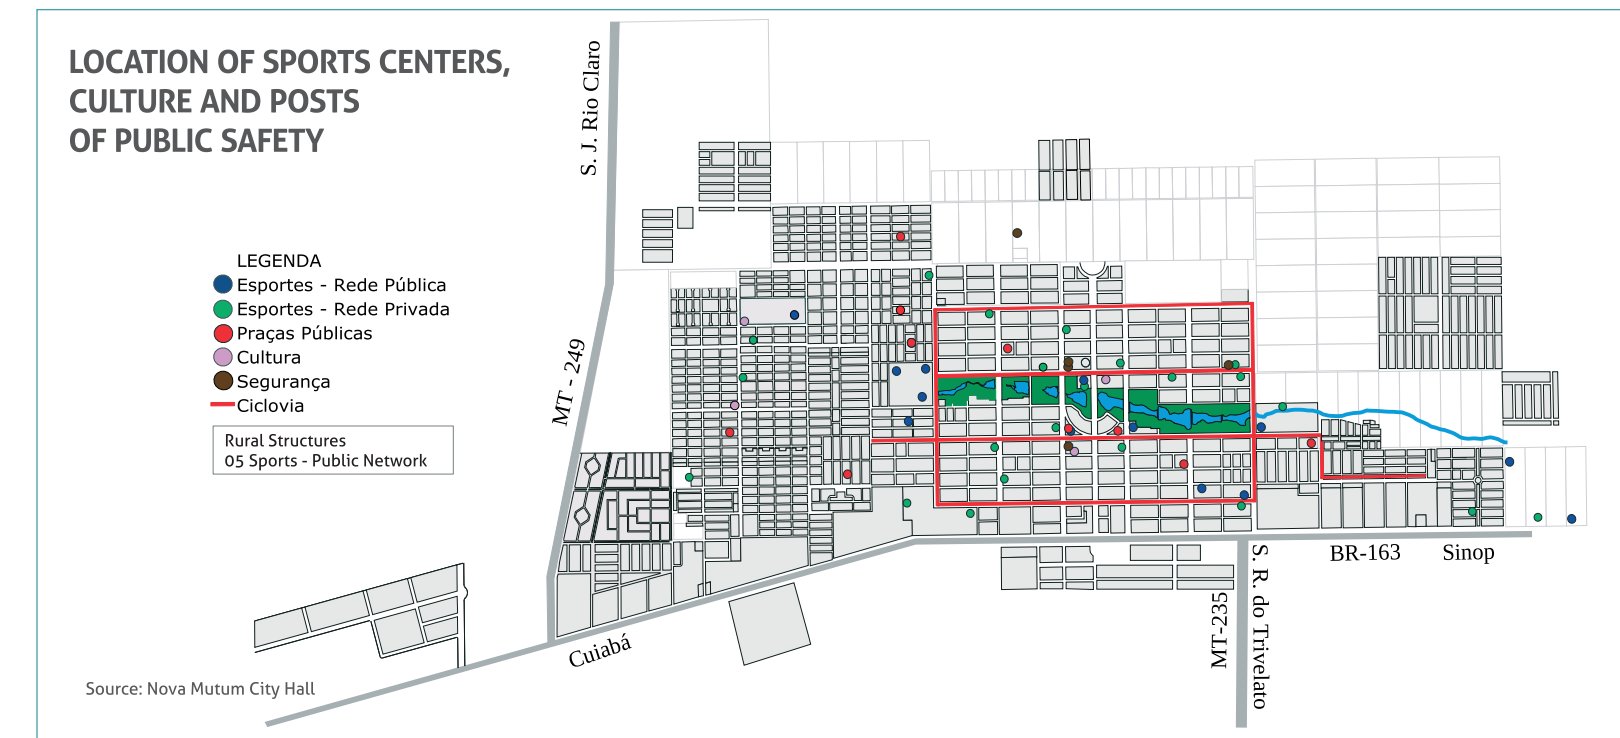 LOCATION OF SPORTS CENTERS,
CULTURE AND POSTS
OF PUBLIC SAFETY
S. J. Rio Claro
LEGENDA
Esportes - Rede Pública
Esportes - Rede Privada
Praças Públicas
Cultura
Segurança
Ciclovia
Rural Structures
05 Sports - Public Network
MT - 249
Cuiabá
MT-235
S. R. do Trivelato
BR-163
Sinop
Source: Nova Mutum City Hall